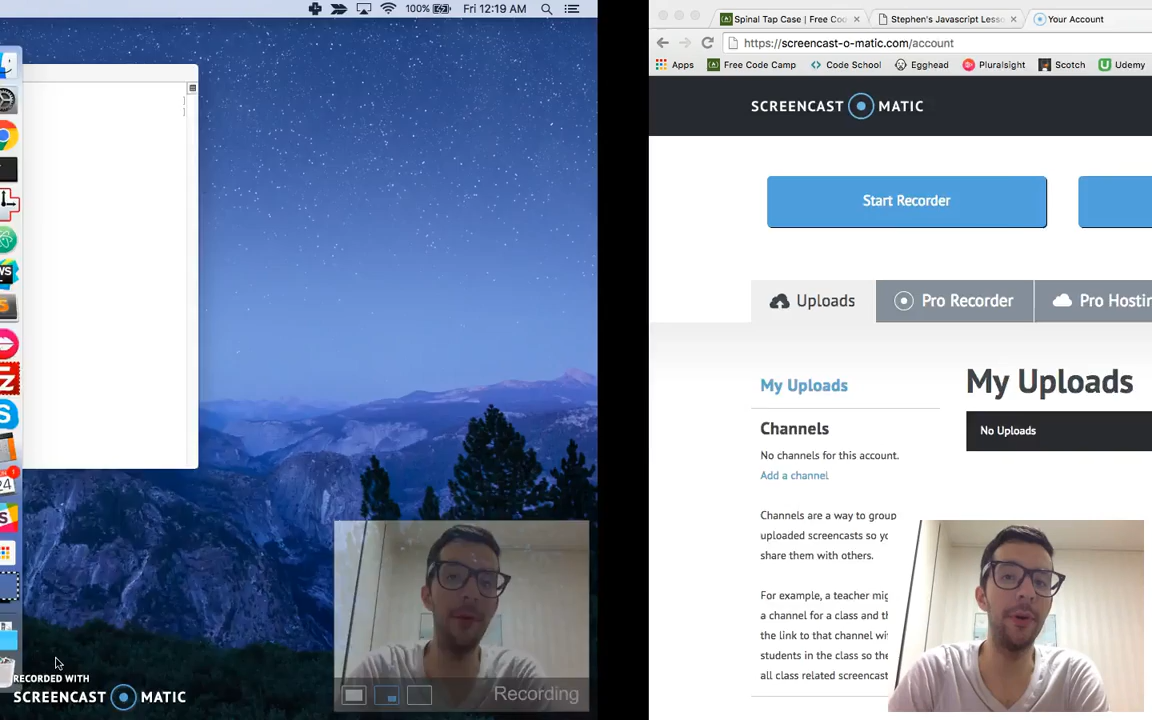 100%
Fri 12:19 AM
Spinal Tap Case | Free Co
Stephen's Javascript Less
Your Account
https://screencast-o-matic.com/account
Apps
Free Code Camp
Code School
Egghead
Pluralsight
Scotch
Udemy
SCREENCAST MATIC
Start Recorder
Uploads
Pro Recorder
Pro Hostin
My Uploads
My Uploads
No Uploads
Channels
No channels for this account.
Add a channel
Channels are a way to group
uploaded screencasts so yo
share them with others.
For example, a teacher mig
a channel for a class and th
the link to that channel wi
students in the class so the
all class related screencast
WS
S
Z
S
1
24
S
Recording
RECORDED WITH
SCREENCAST MATIC